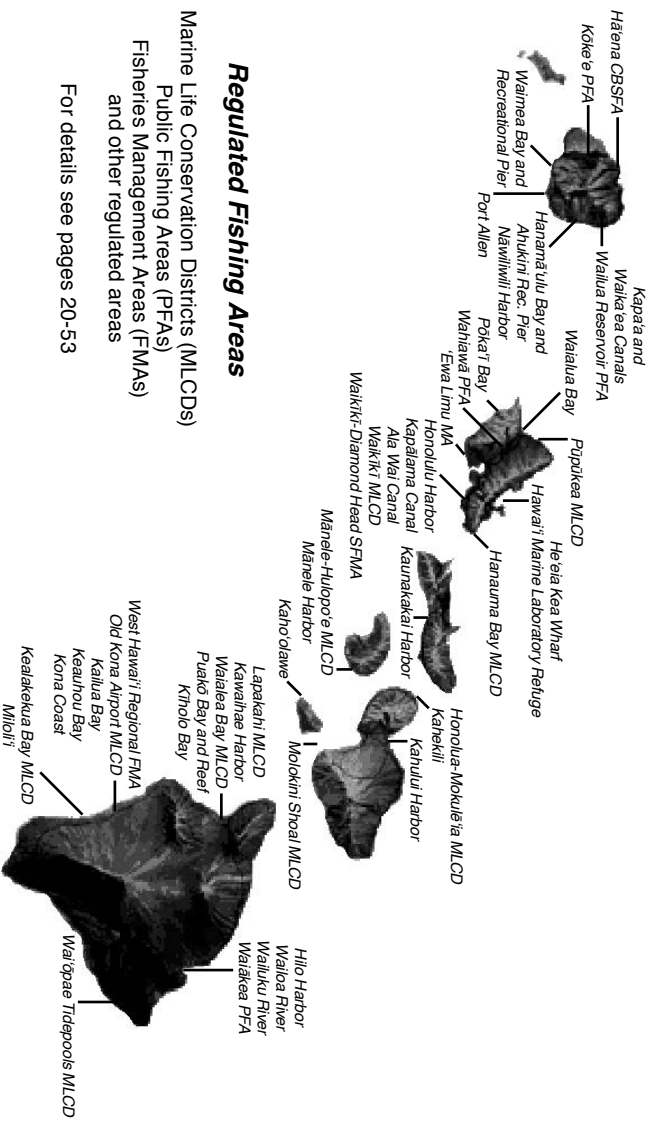 Kapa'a and
Waika'ea Canals
Wailua Reservoir PFA
Hā'ena CBSFA
Kōke'e PFA
Waimea Bay and
Recreational Pier
Port Allen
Hanamā'ulu Bay and
Ahukini Rec. Pier
Nāwiliwili Harbor
Waialua Bay
Pōka'ī Bay
Wahiawā PFA
'Ewa Limu MA
Pūpūkea MLCD
He'eia Kea Wharf
Hawai'i Marine Laboratory Refuge
Hanauma Bay MLCD
Honolulu Harbor
Kapālama Canal
Ala Wai Canal
Waikīkī MLCD
Waikīkī-Diamond Head SFMA
Kaunakakai Harbor
Mānele-Hulopo'e MLCD
Mānele Harbor
Kaho'olawe
Honolua-Mokulē'ia MLCD
Kahekili
Kahului Harbor
Molokini Shoal MLCD
Lapakahi MLCD
Kawaihae Harbor
Waialea Bay MLCD
Puakō Bay and Reef
Kīholo Bay
West Hawai'i Regional FMA
Old Kona Airport MLCD
Kailua Bay
Keauhou Bay
Kona Coast
Kealakekua Bay MLCD
Miloli'i
Hilo Harbor
Wailoa River
Wailuku River
Waiākea PFA
Wai'ōpae Tidepools MLCD
Regulated Fishing Areas
Marine Life Conservation Districts (MLCDs)
Public Fishing Areas (PFAs)
Fisheries Management Areas (FMAs)
and other regulated areas
For details see pages 20-53